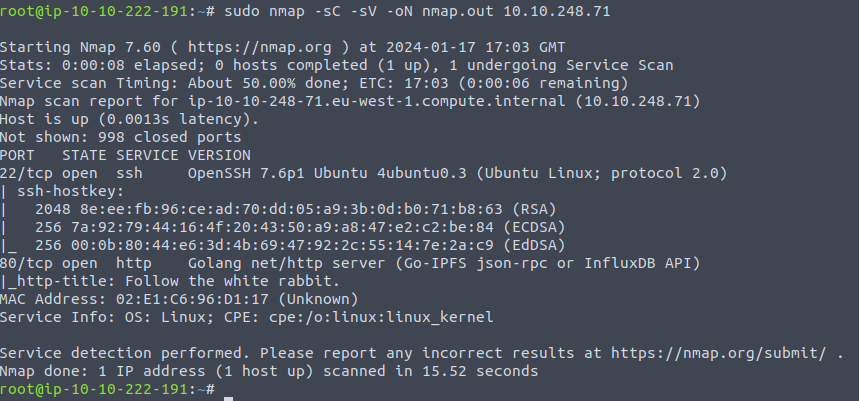 root@ip-10-10-222-191:~# sudo nmap -sC -sV -oN nmap.out 10.10.248.71
Starting Nmap 7.60 ( https://nmap.org ) at 2024-01-17 17:03 GMT
Stats: 0:00:08 elapsed; 0 hosts completed (1 up), 1 undergoing Service Scan
Service scan Timing: About 50.00% done; ETC: 17:03 (0:00:06 remaining)
Nmap scan report for ip-10-10-248-71.eu-west-1.compute.internal (10.10.248.71)
Host is up (0.0013s latency).
Not shown: 998 closed ports
PORT   STATE SERVICE VERSION
22/tcp open  ssh     OpenSSH 7.6p1 Ubuntu 4ubuntu0.3 (Ubuntu Linux; protocol 2.0)
| ssh-hostkey:
|   2048 8e:ee:fb:96:ce:ad:70:dd:05:a9:3b:0d:b0:71:b8:63 (RSA)
|   256 7a:92:79:44:16:4f:20:43:50:a9:a8:47:e2:c2:be:84 (ECDSA)
|_  256 00:0b:80:44:e6:3d:4b:69:47:92:2c:55:14:7e:2a:c9 (EdDSA)
80/tcp open  http    Golang net/http server (Go-IPFS json-rpc or InfluxDB API)
|_http-title: Follow the white rabbit.
MAC Address: 02:E1:C6:96:D1:17 (Unknown)
Service Info: OS: Linux; CPE: cpe:/o:linux:linux_kernel
Service detection performed. Please report any incorrect results at https://nmap.org/submit/ .
Nmap done: 1 IP address (1 host up) scanned in 15.52 seconds
root@ip-10-10-222-191:~#